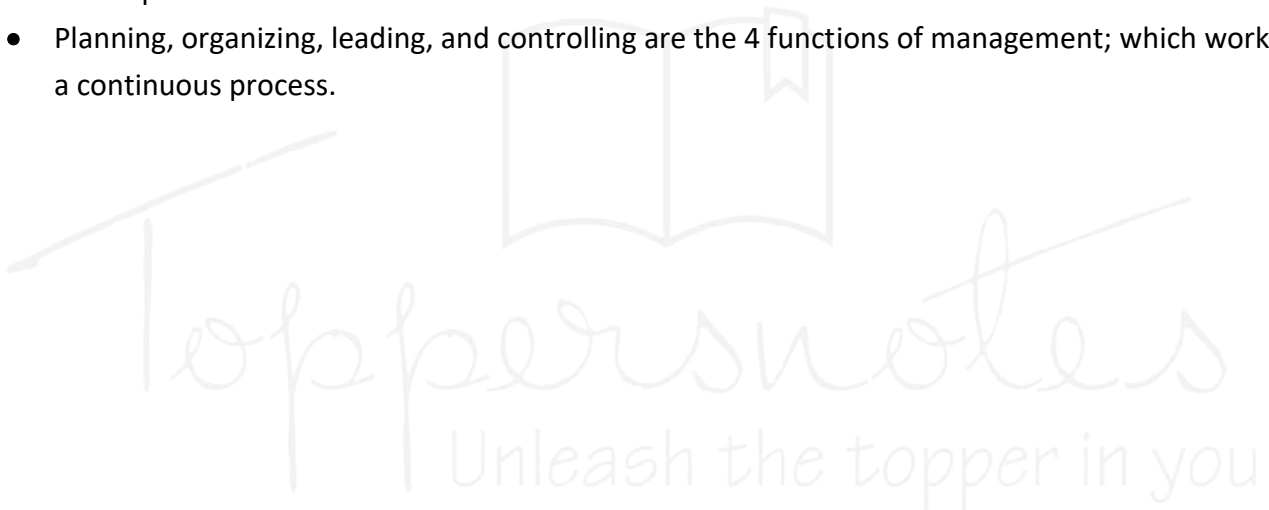 ● Planning, organizing, leading, and controlling are the 4 functions of management; which work
a continuous process.
Toppersnotes
Unleash the topper in you